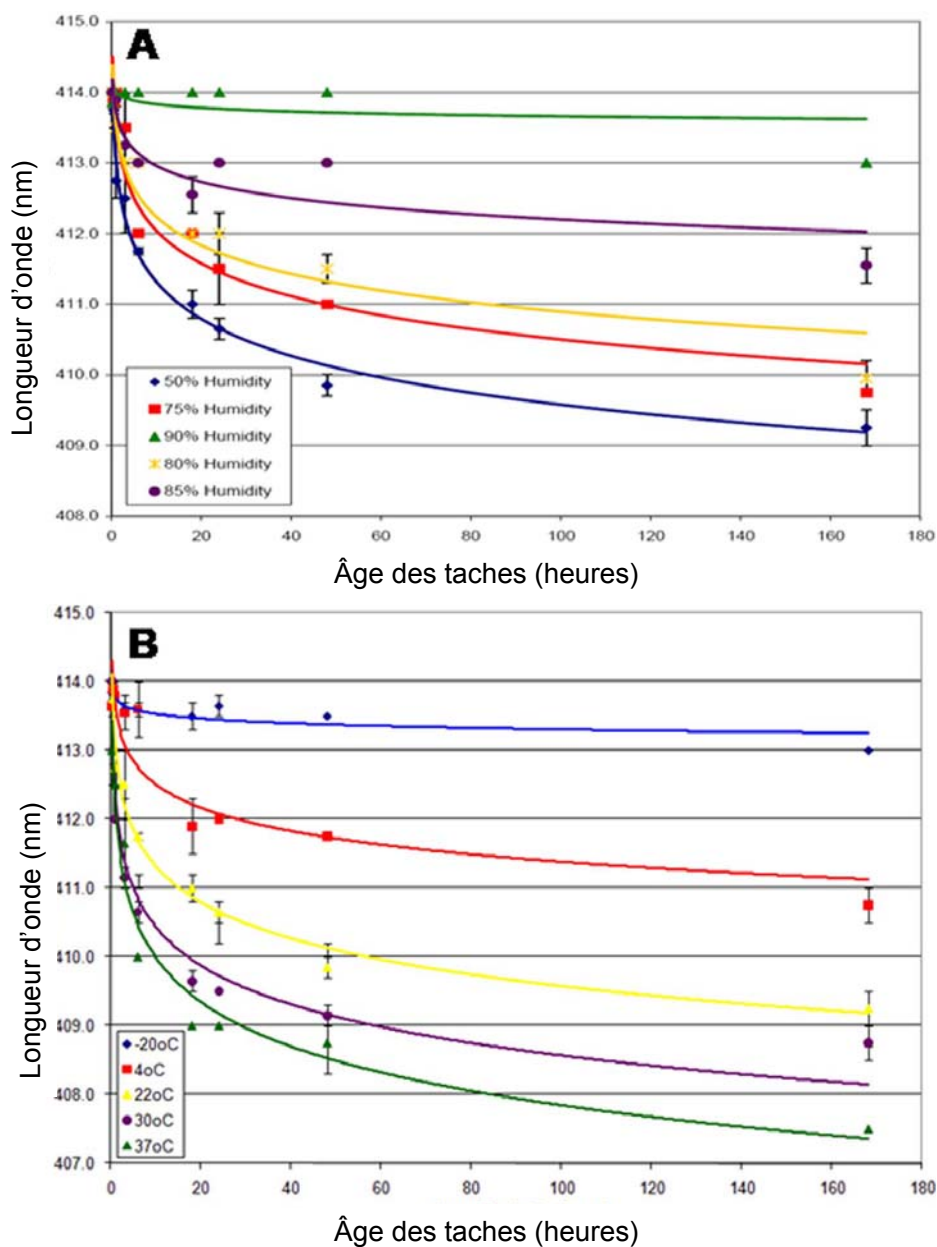 A
415.0
414.0
413.0
412.0
411.0
410.0
409.0
408.0
Longueur d'onde (nm)
50% Humidity
75% Humidity
90% Humidity
80% Humidity
85% Humidity
0 20 40 60 80 100 120 140 160 180
Âge des taches (heures)
B
415.0
414.0
413.0
412.0
411.0
410.0
409.0
408.0
407.0
Longueur d'onde (nm)
-20oC
4oC
22oC
30oC
37oC
0 20 40 60 80 100 120 140 160 180
Âge des taches (heures)